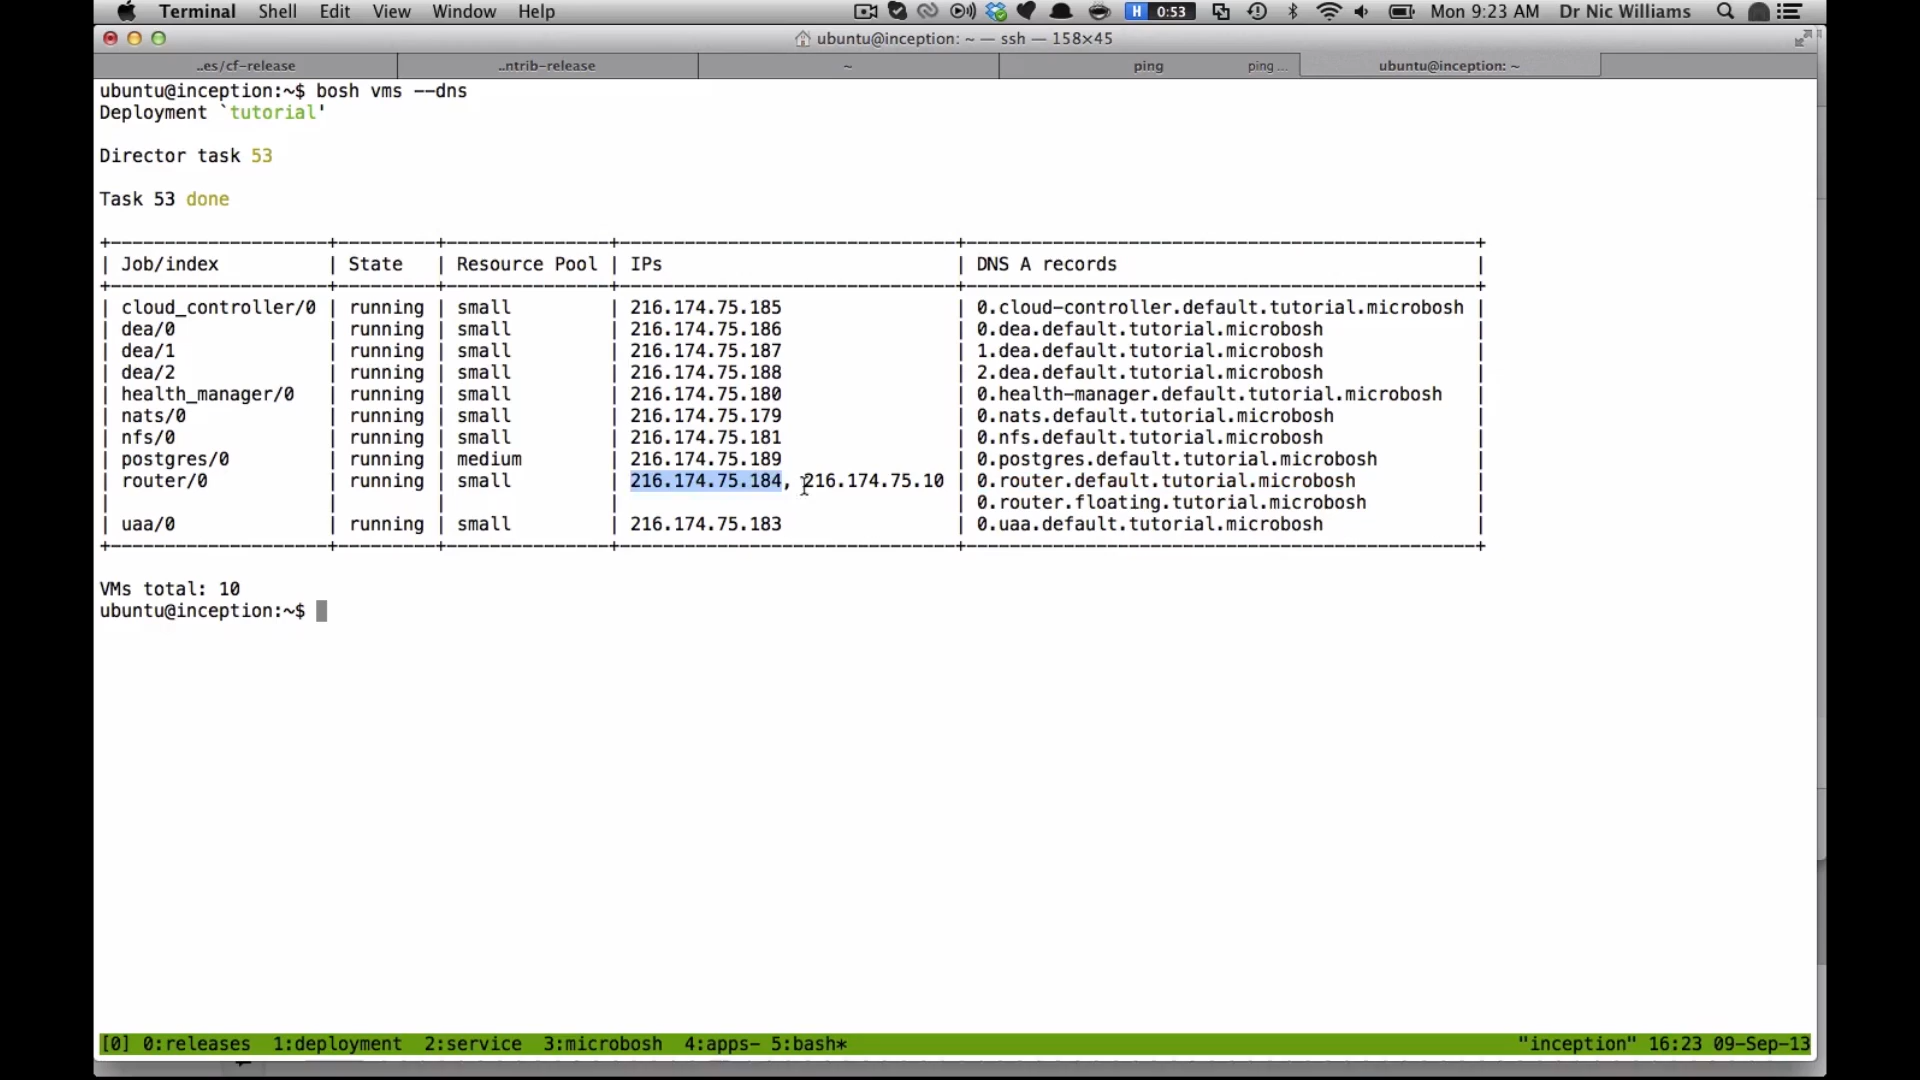 Terminal Shell Edit View Window Help H 0:53 Mon 9:23 AM Dr Nic Williams
ubuntu@inception: ~ — ssh — 158×45
..es/cf-release ..ntrib-release ~ ping ping ... ubuntu@inception: ~
ubuntu@inception:~$ bosh vms --dns
Deployment `tutorial'
Director task 53
Task 53 done
+--------------------+---------+---------------+-------------------------------+-----------------------------------------------+
| Job/index | State | Resource Pool | IPs | DNS A records |
+--------------------+---------+---------------+-------------------------------+-----------------------------------------------+
| cloud_controller/0 | running | small | 216.174.75.185 | 0.cloud-controller.default.tutorial.microbosh |
| dea/0 | running | small | 216.174.75.186 | 0.dea.default.tutorial.microbosh |
| dea/1 | running | small | 216.174.75.187 | 1.dea.default.tutorial.microbosh |
| dea/2 | running | small | 216.174.75.188 | 2.dea.default.tutorial.microbosh |
| health_manager/0 | running | small | 216.174.75.180 | 0.health-manager.default.tutorial.microbosh |
| nats/0 | running | small | 216.174.75.179 | 0.nats.default.tutorial.microbosh |
| nfs/0 | running | small | 216.174.75.181 | 0.nfs.default.tutorial.microbosh |
| postgres/0 | running | medium | 216.174.75.189 | 0.postgres.default.tutorial.microbosh |
| router/0 | running | small | 216.174.75.184, 216.174.75.10 | 0.router.default.tutorial.microbosh |
| | | | | 0.router.floating.tutorial.microbosh |
| uaa/0 | running | small | 216.174.75.183 | 0.uaa.default.tutorial.microbosh |
+--------------------+---------+---------------+-------------------------------+-----------------------------------------------+
VMs total: 10
ubuntu@inception:~$
[0] 0:releases 1:deployment 2:service 3:microbosh 4:apps- 5:bash* "inception" 16:23 09-Sep-13